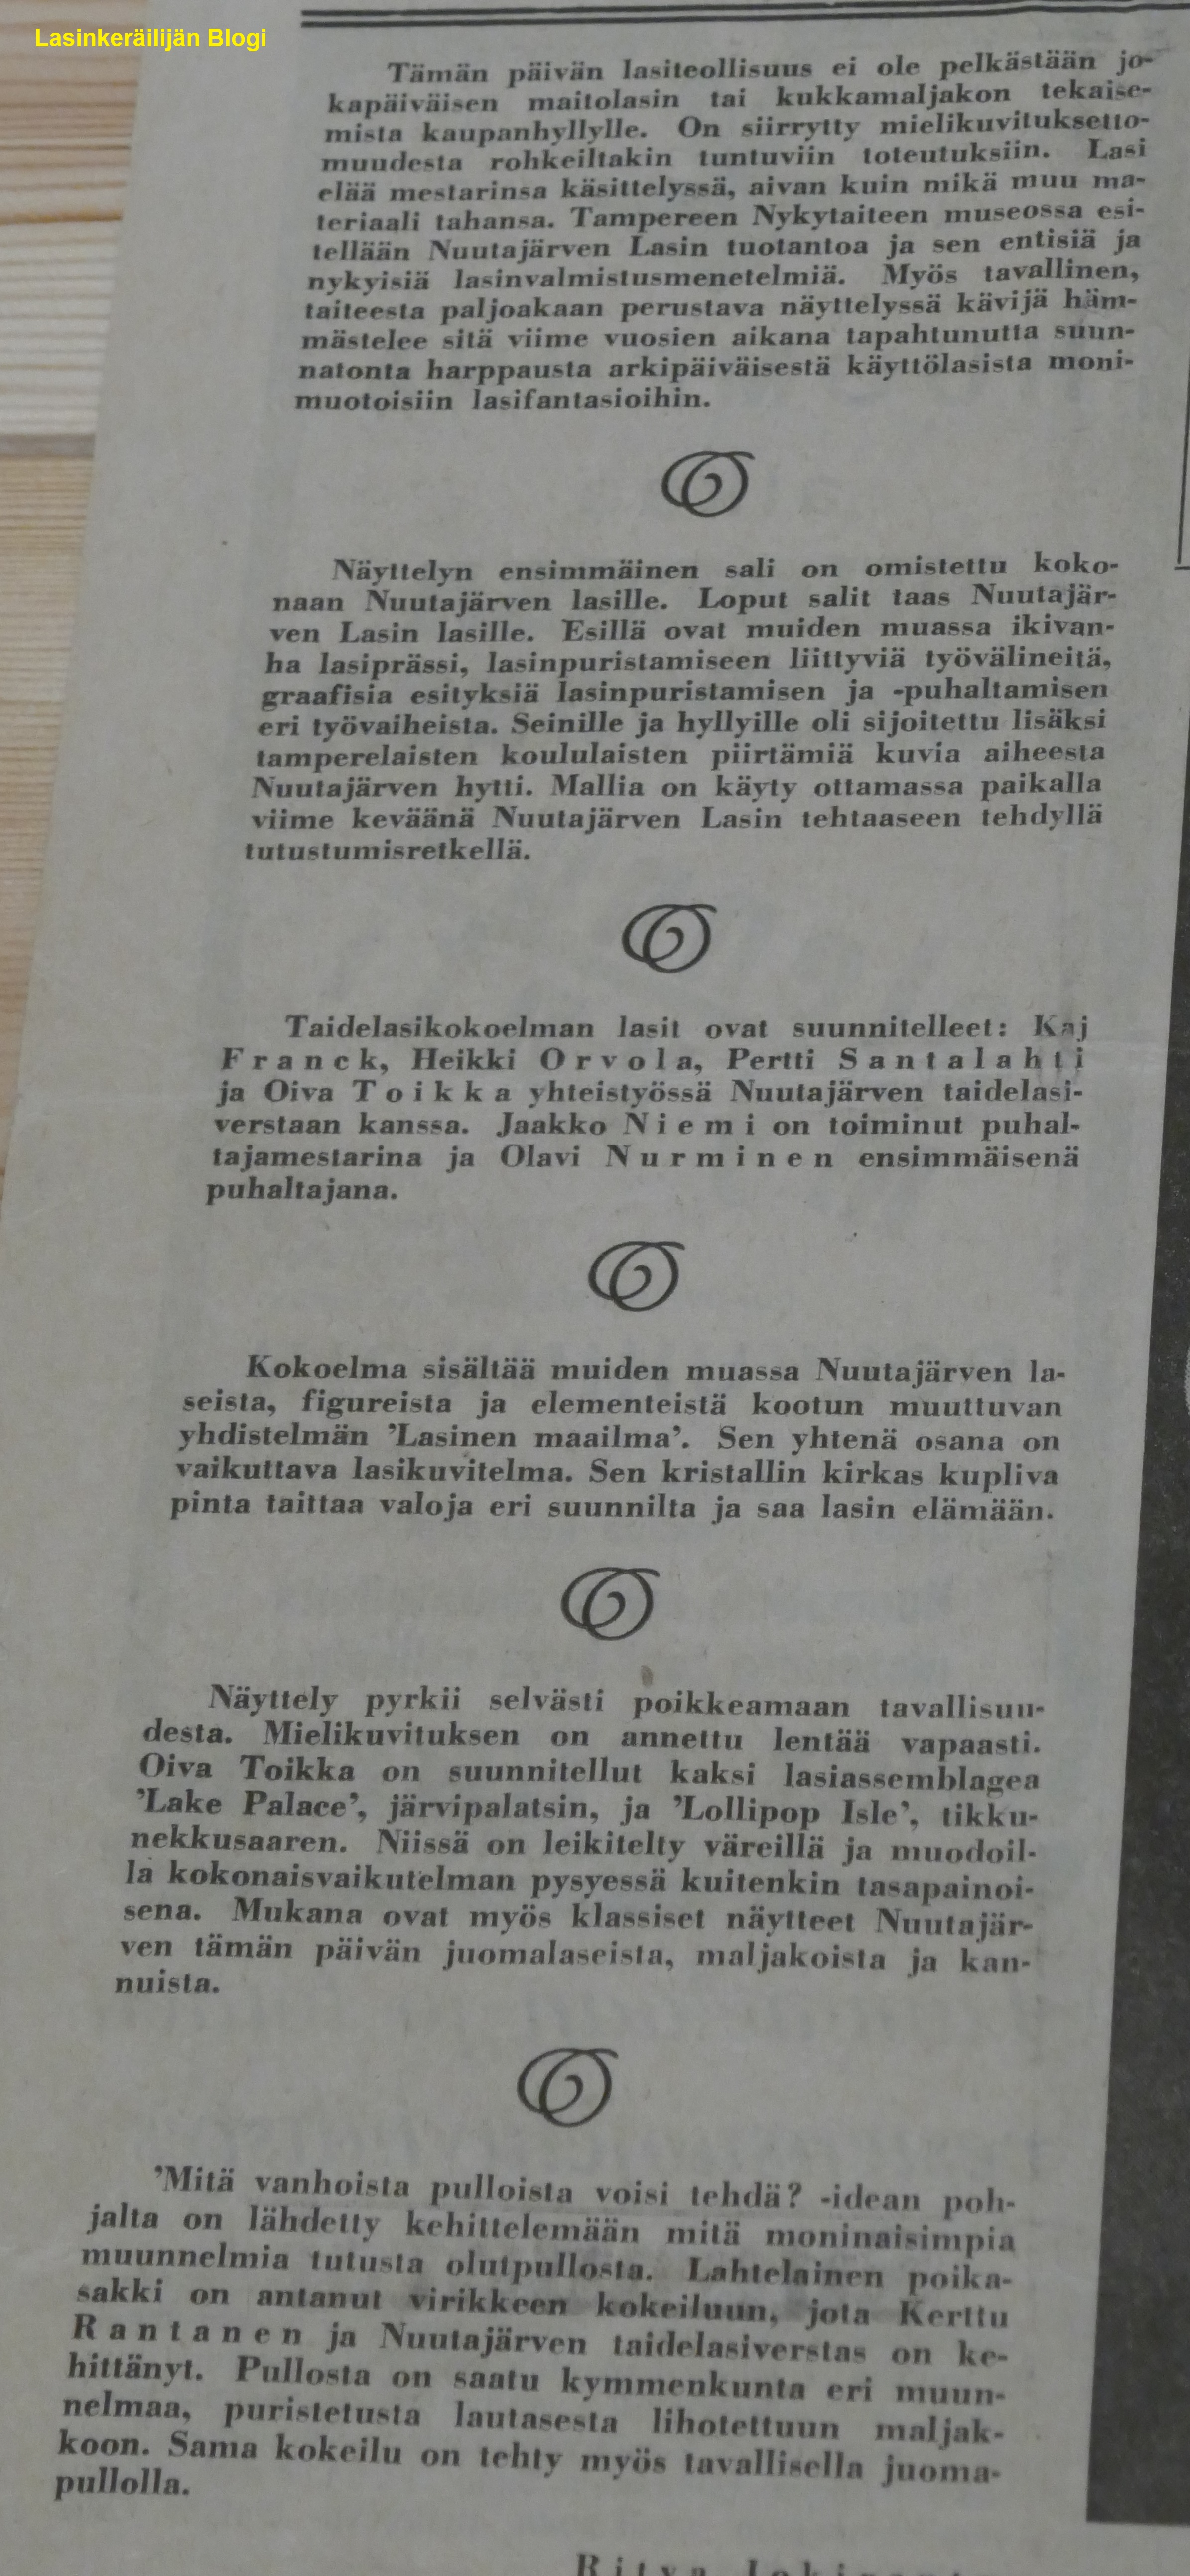 Lasinkeräilijän Blogi
Tämän päivän lasiteollisuus ei ole pelkästään jo-
kapäiväisen maitolasin tai kukkamaljakon tekaise-
mista kaupanhyllylle. On siirrytty mielikuvituksetto-
muudesta rohkeiltakin tuntuviin toteutuksiin. Lasi
elää mestarinsa käsittelyssä, aivan kuin mikä muu ma-
teriaali tahansa. Tampereen Nykytaiteen museossa esi-
tellään Nuutajärven Lasin tuotantoa ja sen entisiä ja
nykyisiä lasinvalmistusmenetelmiä. Myös tavallinen,
taiteesta paljoakaan perustava näyttelyssä kävijä häm-
mästelee sitä viime vuosien aikana tapahtunutta suun-
natonta harppausta arkipäiväisestä käyttölasista moni-
muotoisiin lasifantasioihin.
Näyttelyn ensimmäinen sali on omistettu koko-
naan Nuutajärven lasille. Loput salit taas Nuutajär-
ven Lasin lasille. Esillä ovat muiden muassa ikivan-
ha lasiprässi, lasinpuristamiseen liittyviä työvälineitä,
graafisia esityksiä lasinpuristamisen ja -puhaltamisen
eri työvaiheista. Seinille ja hyllyille oli sijoitettu lisäksi
tamperelaisten koululaisten piirtämiä kuvia aiheesta
Nuutajärven hytti. Mallia on käyty ottamassa paikalla
viime keväänä Nuutajärven Lasin tehtaaseen tehdyllä
tutustumisretkellä.
Taidelasikokoelman lasit ovat suunnitelleet: Kaj
Franck, Heikki Orvola, Pertti Santalahti
ja Oiva Toikka yhteistyössä Nuutajärven taidelasi-
verstaan kanssa. Jaakko Niemi on toiminut puhal-
tajamestarina ja Olavi Nurminen ensimmäisenä
puhaltajana.
Kokoelma sisältää muiden muassa Nuutajärven la-
seista, figureista ja elementeistä kootun muuttuvan
yhdistelmän ’Lasinen maailma’. Sen yhtenä osana on
vaikuttava lasikuvitelma. Sen kristallin kirkas kupliva
pinta taittaa valoja eri suunnilta ja saa lasin elämään.
Näyttely pyrkii selvästi poikkeamaan tavallisuu-
desta. Mielikuvituksen on annettu lentää vapaasti.
Oiva Toikka on suunnitellut kaksi lasiassemblagea
’Lake Palace’, järvipalatsin, ja ’Lollipop Isle’, tikku-
nekkusaaren. Niissä on leikitelty väreillä ja muodoil-
la kokonaisvaikutelman pysyessä kuitenkin tasapainoi-
sena. Mukana ovat myös klassiset näytteet Nuutajär-
ven tämän päivän juomalaseista, maljakoista ja kan-
nuista.
’Mitä vanhoista pulloista voisi tehdä? -idean poh-
jalta on lähdetty kehittelemään mitä moninaisimpia
muunnelmia tutusta olutpullosta. Lahtelainen poika-
sakki on antanut virikkeen kokeiluun, jota Kerttu
Rantanen ja Nuutajärven taidelasiverstas on ke-
hittänyt. Pullosta on saatu kymmenkunta eri muun-
nelmaa, puristetusta lautasesta lihotettuun maljak-
koon. Sama kokeilu on tehty myös tavallisella juoma-
pullolla.